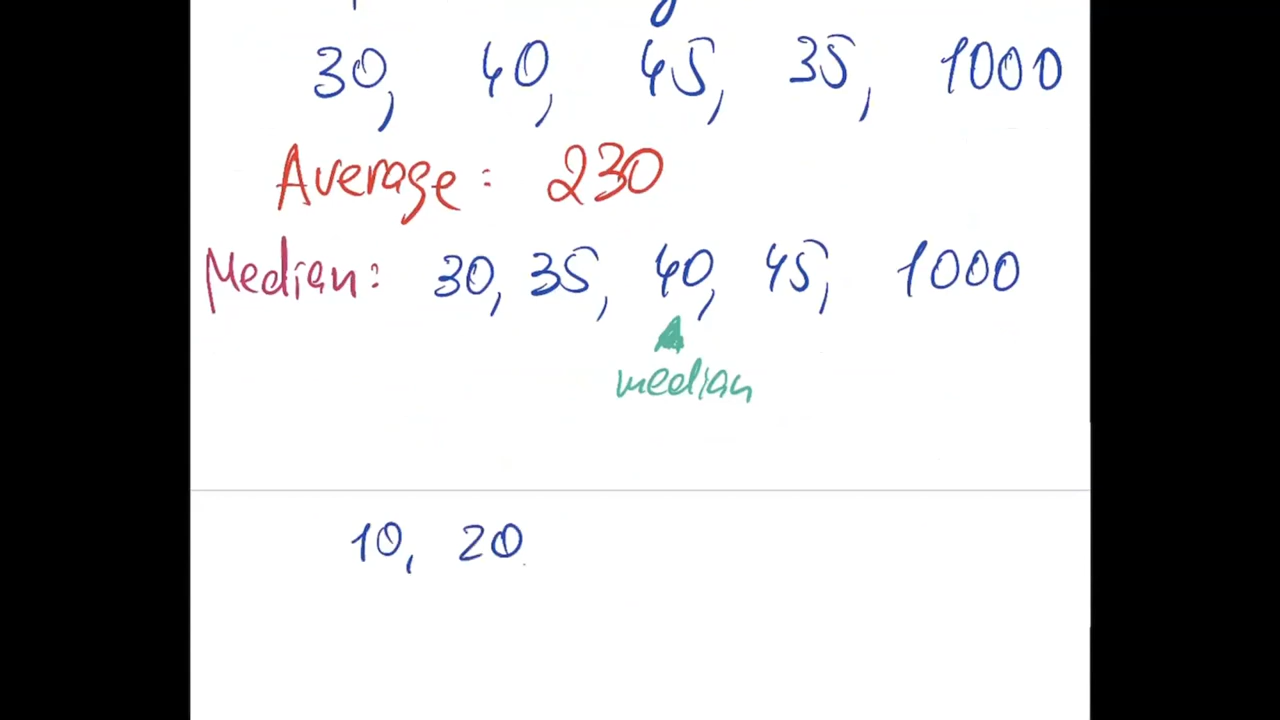 30, 40, 45, 35, 1000
Average: 230
Median: 30, 35, 40, 45, 1000
median
10, 20